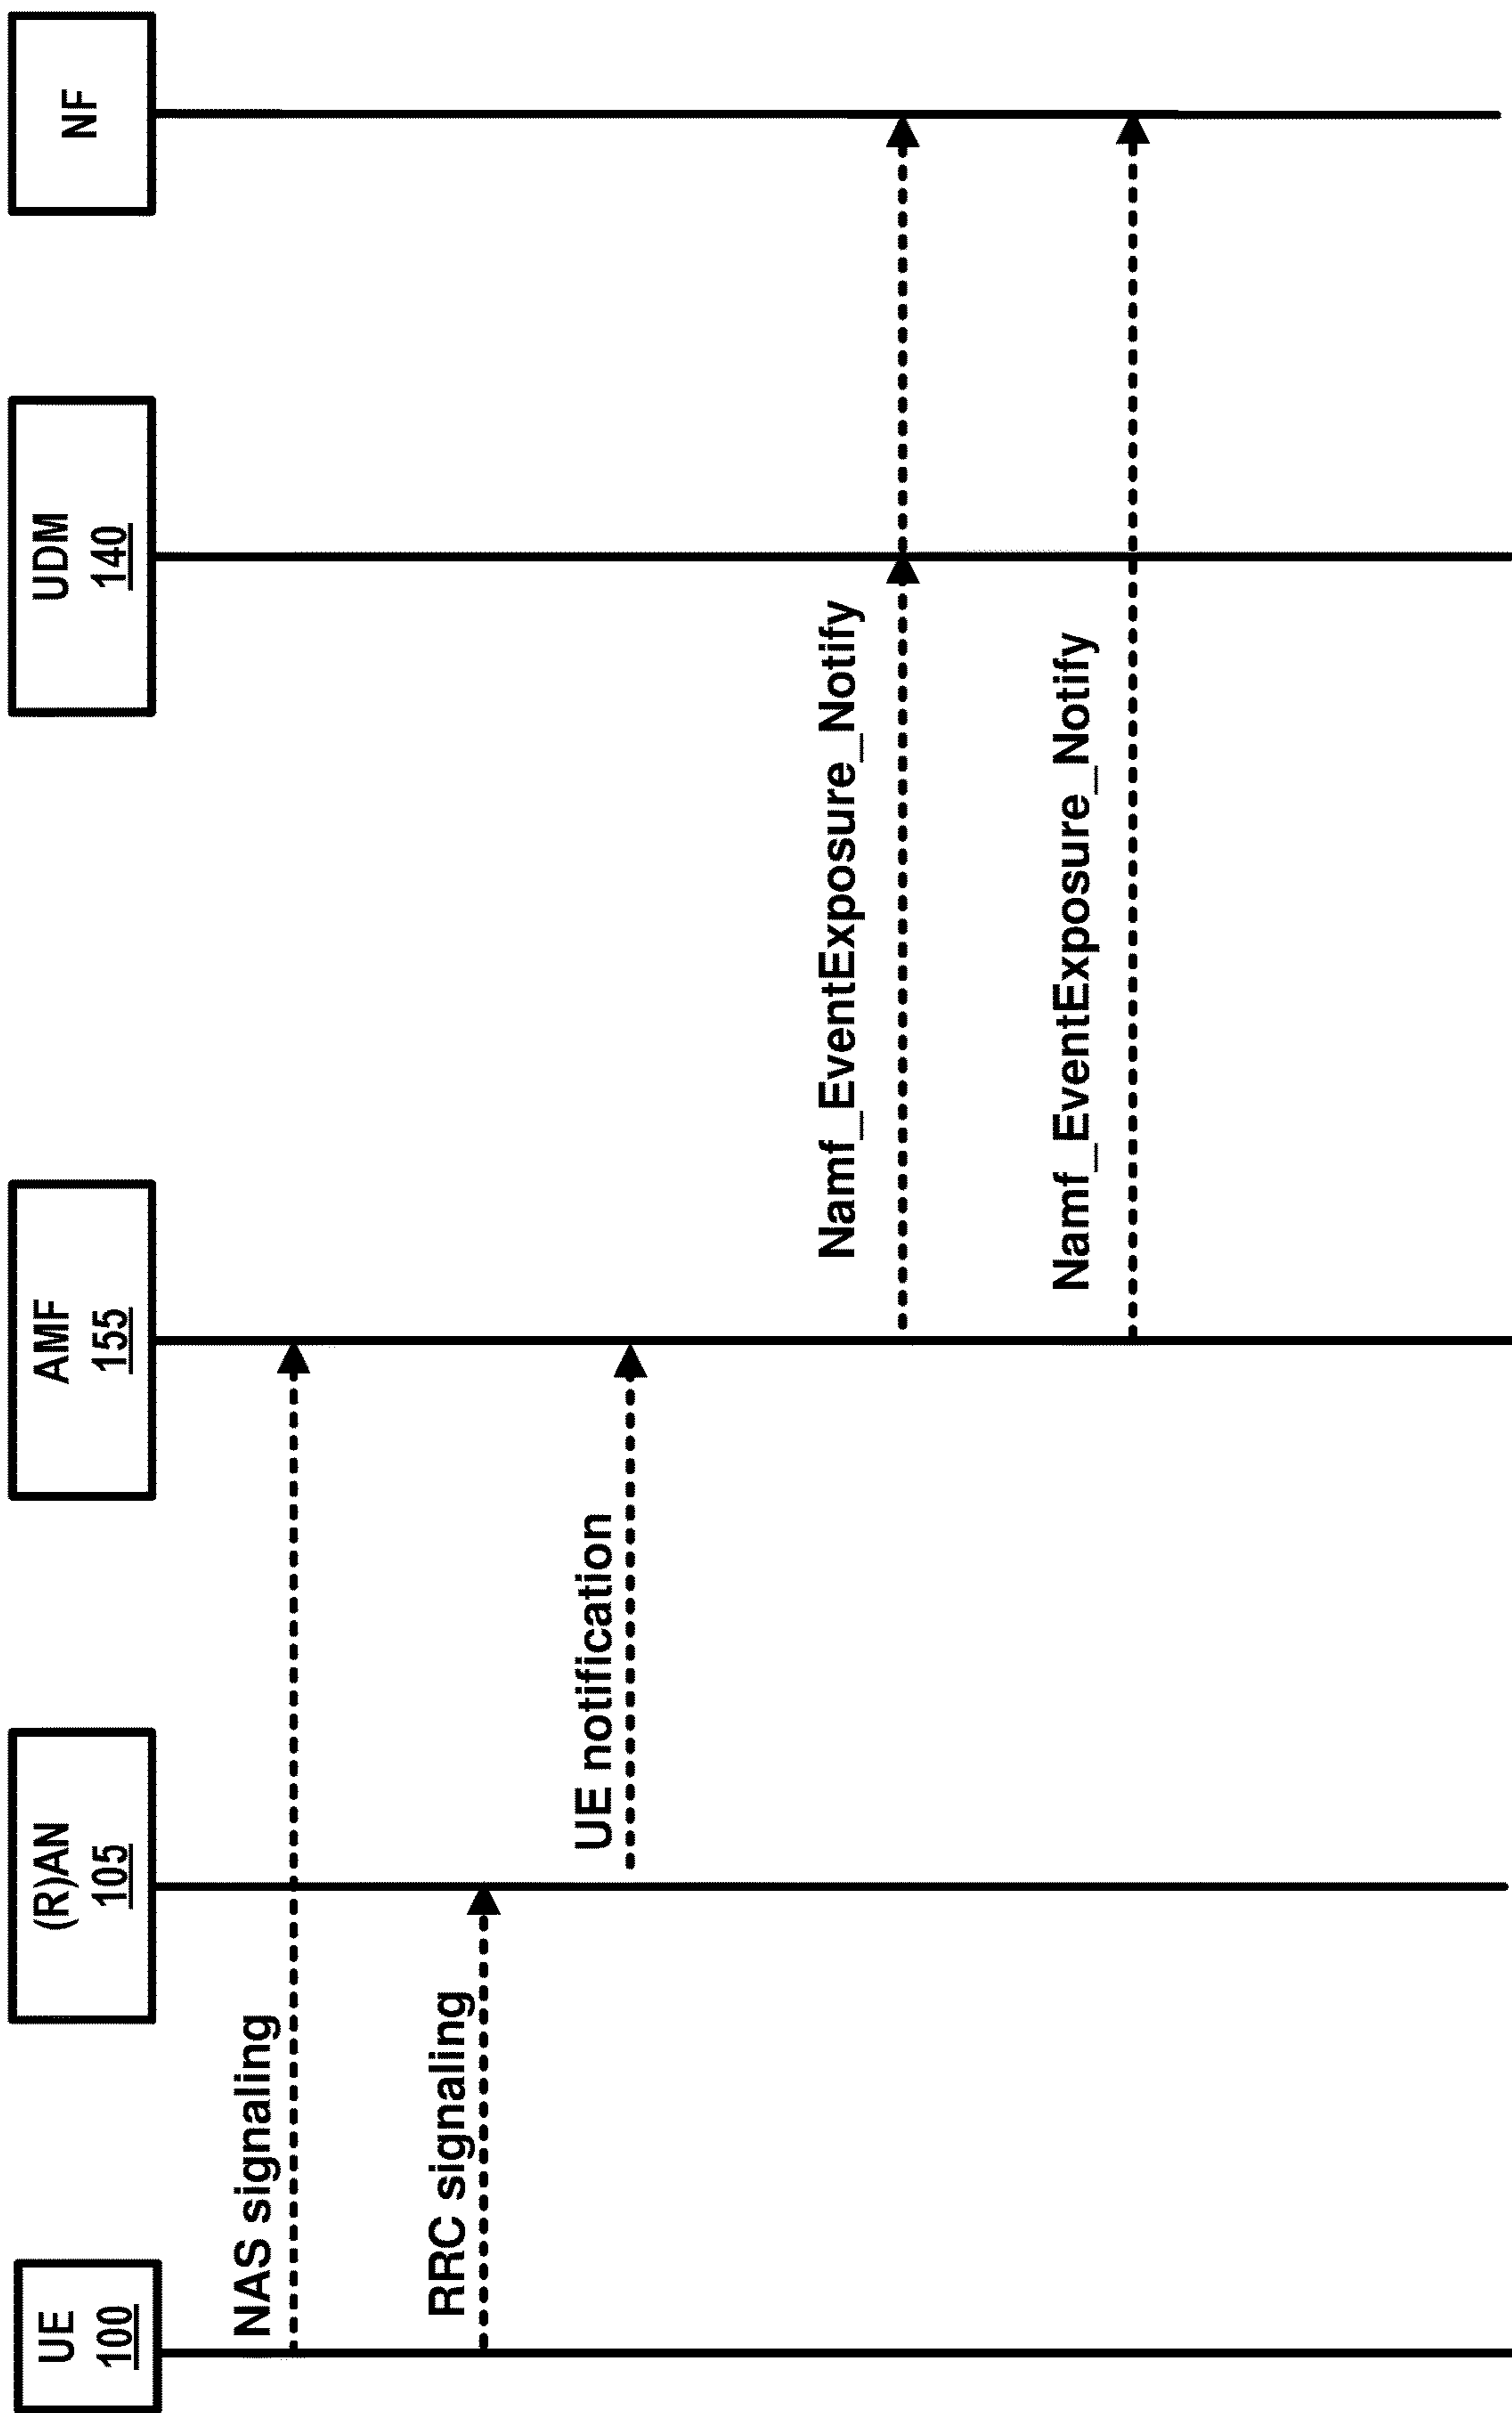 UE
100
(R)AN
105
AMF
155
UDM
140
NF
NAS signaling
RRC signaling
UE notification
Namf_EventExposure_Notify
Namf_EventExposure_Notify